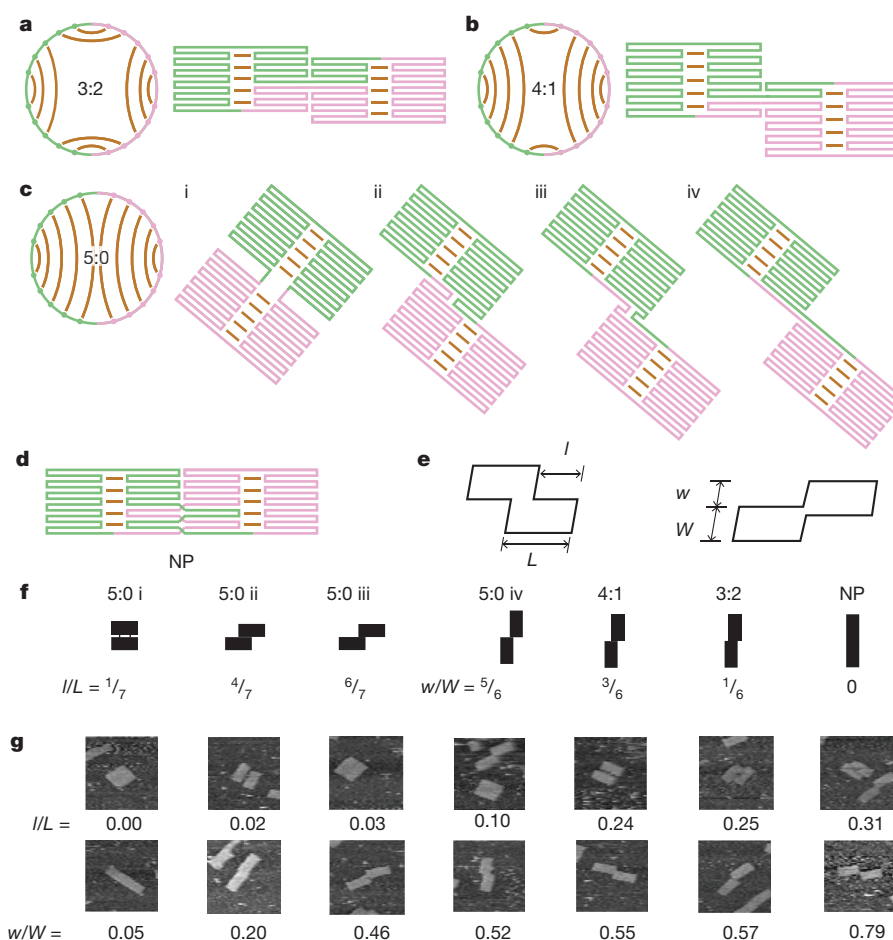 a
b
3:2
4:1
c
i
ii
iii
iv
5:0
d
e
l
w
W
L
NP
f
5:0 i
5:0 ii
5:0 iii
5:0 iv
4:1
3:2
NP
l/L = 1/7
4/7
6/7
w/W = 5/6
3/6
1/6
0
g
l/L = 0.00 0.02 0.03 0.10 0.24 0.25 0.31
w/W = 0.05 0.20 0.46 0.52 0.55 0.57 0.79